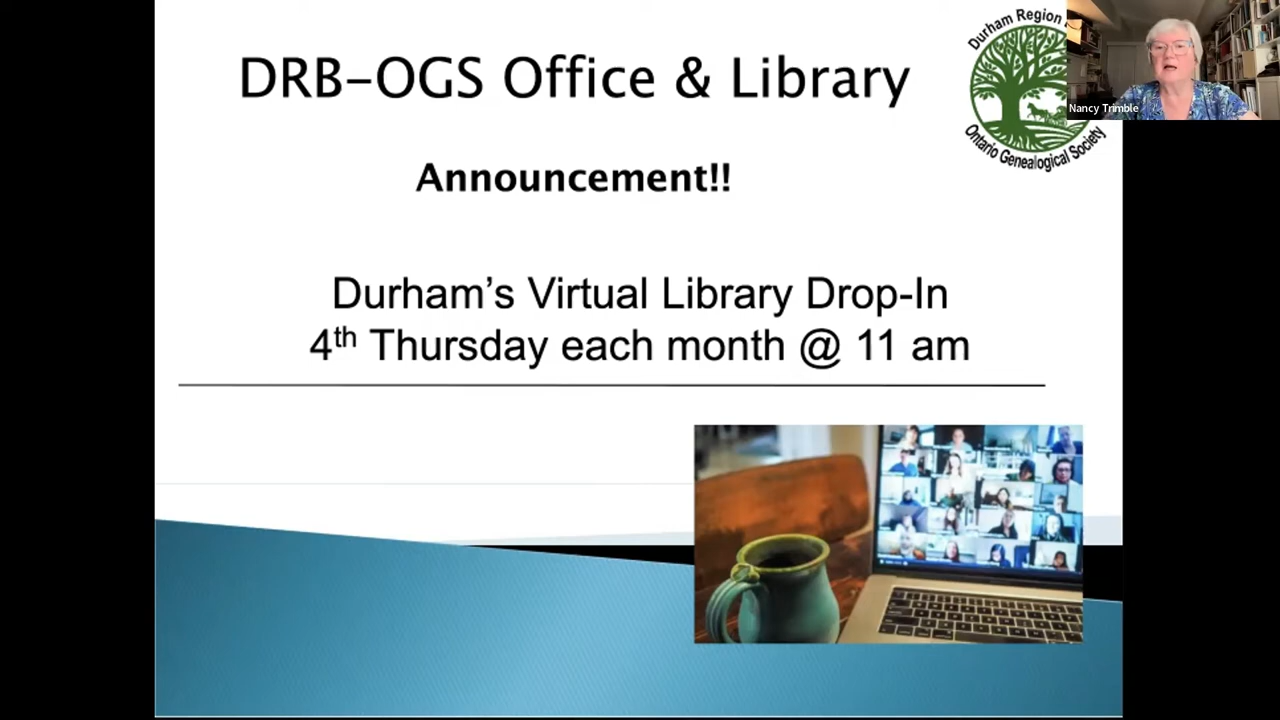 DRB-OGS Office & Library
Durham Region
Ontario Genealogical Society
Nancy Trimble
Announcement!!
Durham's Virtual Library Drop-In
4th Thursday each month @ 11 am